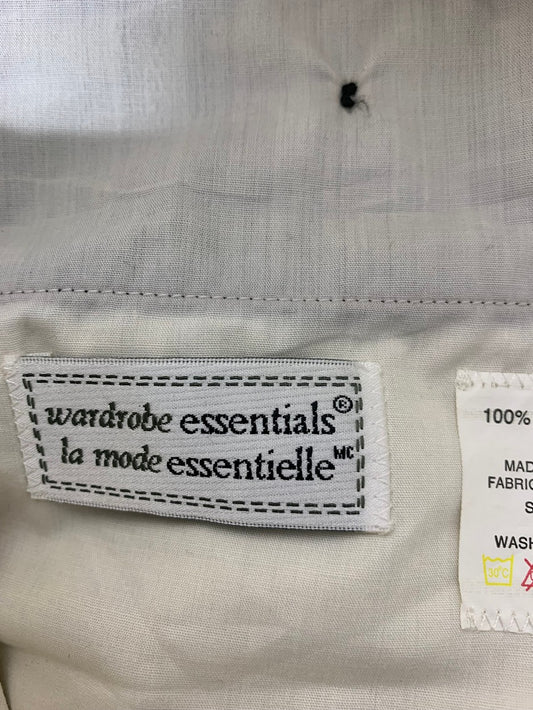 wardrobe essentials®
la mode essentielle MC
100%
MAD
FABRIC
S
WASH
30°C